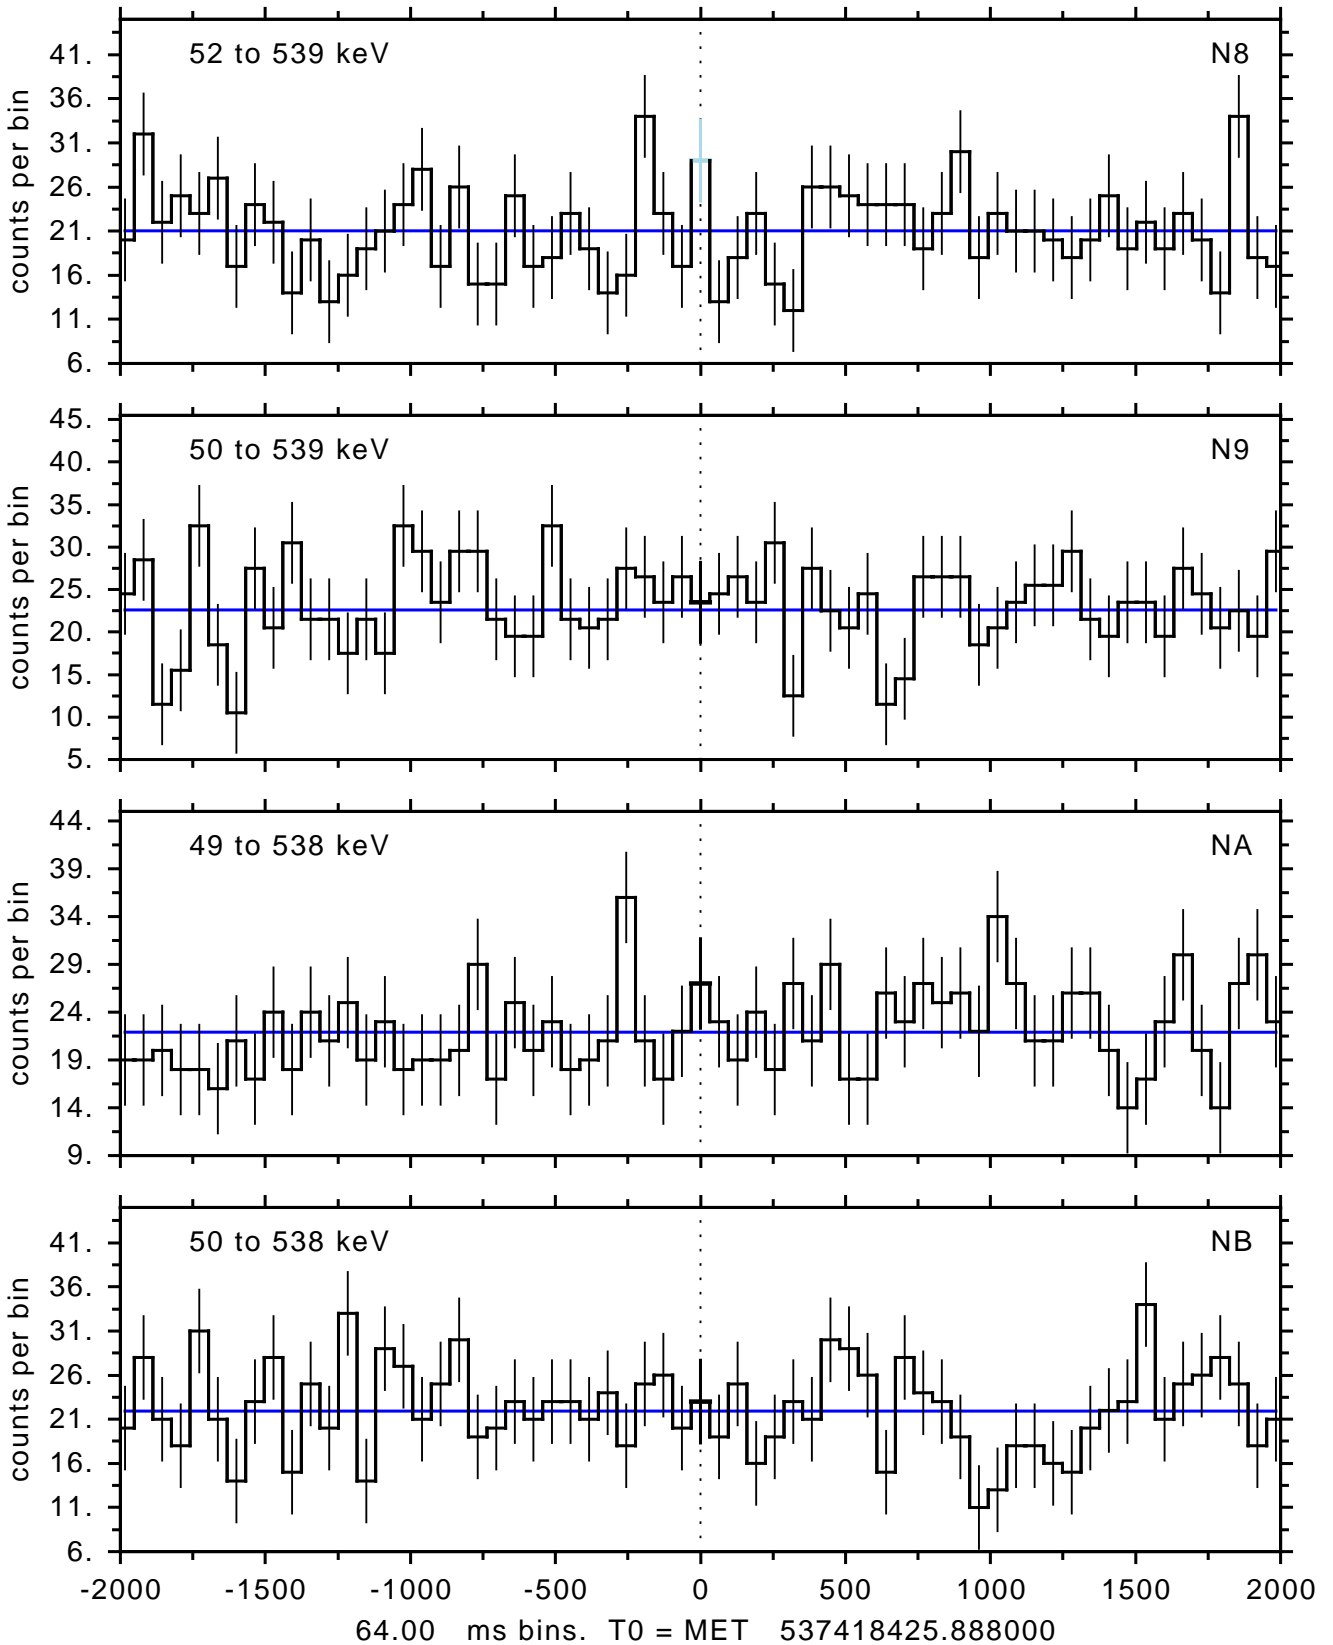 52 to 539 keV
N8
counts per bin
41.
36.
31.
26.
21.
16.
11.
6.
50 to 539 keV
N9
counts per bin
45.
40.
35.
30.
25.
20.
15.
10.
5.
49 to 538 keV
NA
counts per bin
44.
39.
34.
29.
24.
19.
14.
9.
50 to 538 keV
NB
counts per bin
41.
36.
31.
26.
21.
16.
11.
6.
-2000 -1500 -1000 -500 0 500 1000 1500 2000
64.00 ms bins. T0 = MET 537418425.888000